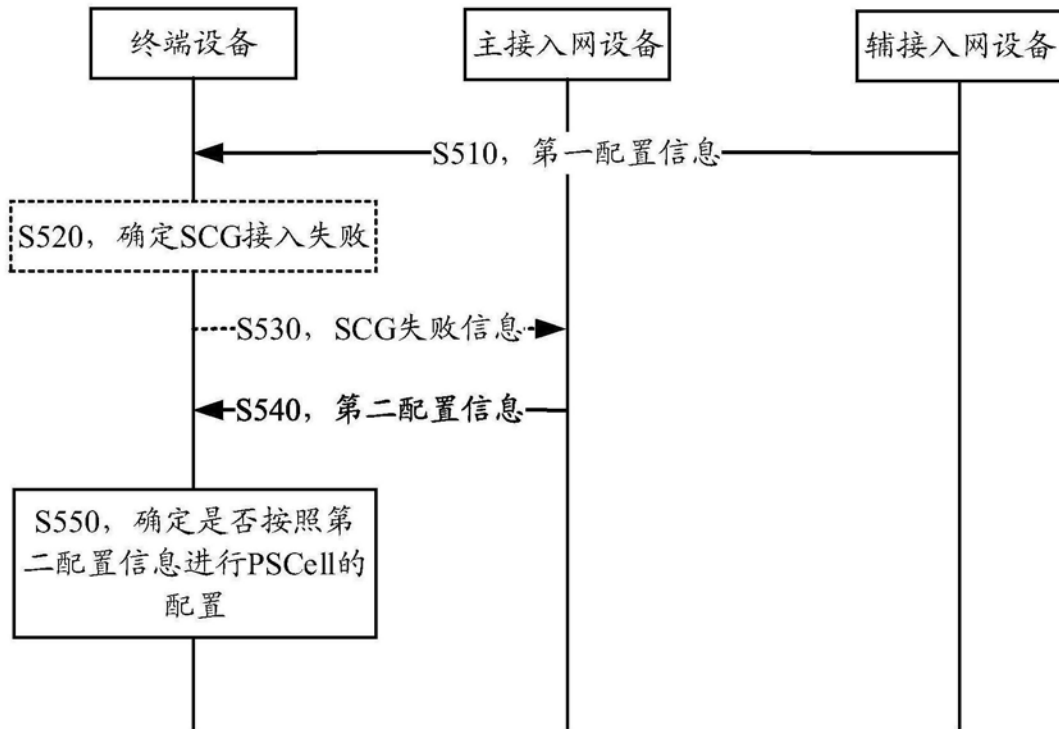 终端设备
主接入网设备
辅接入网设备
S510，第一配置信息
S520，确定SCG接入失败
S530，SCG失败信息
S540，第二配置信息
S550，确定是否按照第
二配置信息进行PSCell的
配置